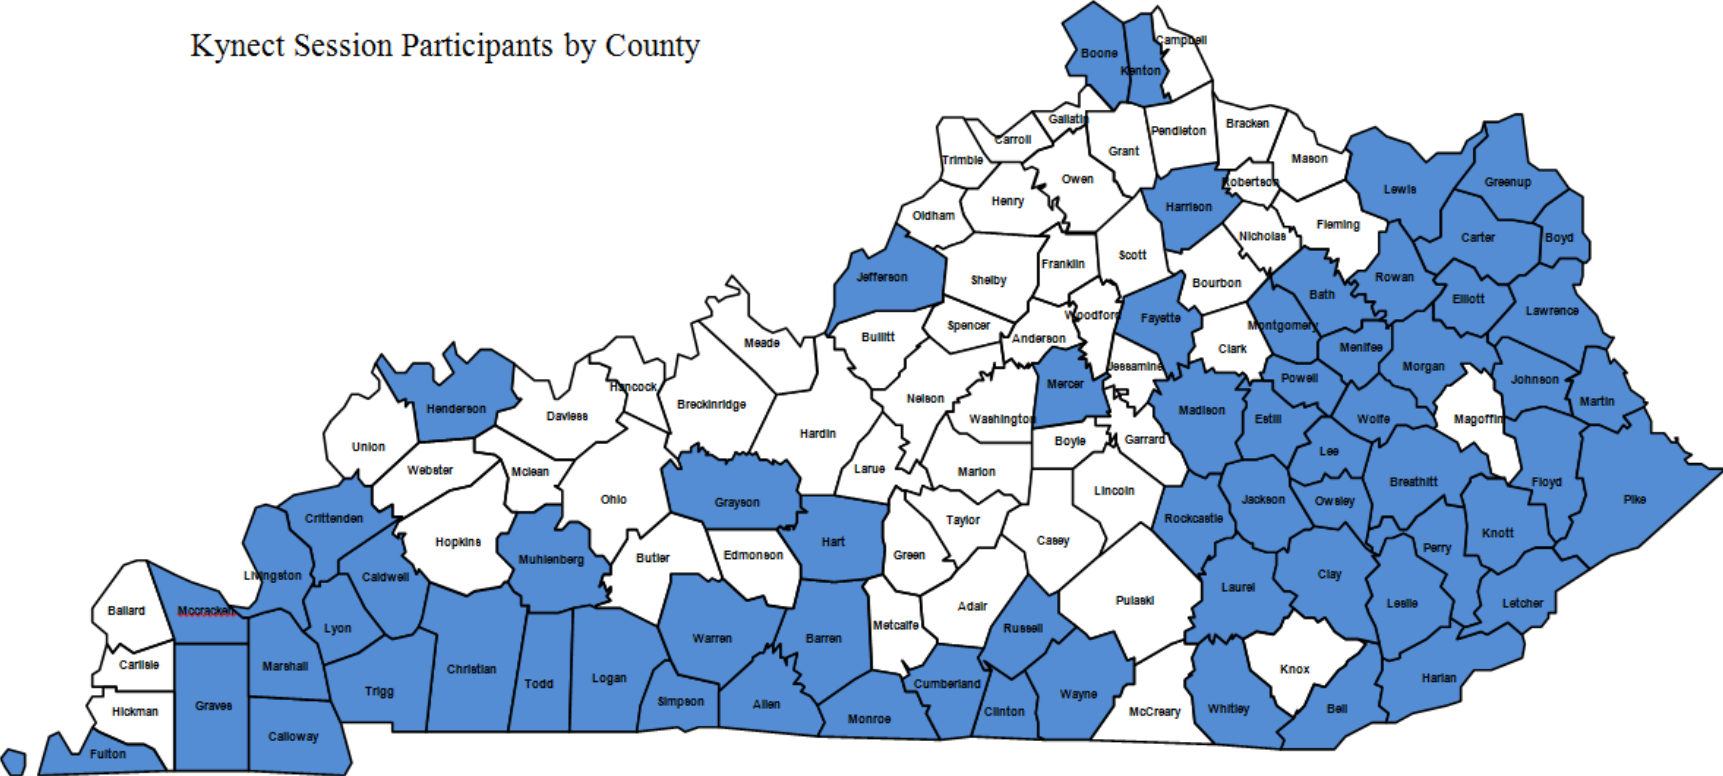 Kynect Session Participants by County
Boone
Kenton
Campbell
Gallatin
Carroll
Trimble
Grant
Pendleton
Bracken
Mason
Robertson
Owen
Henry
Oldham
Harrison
Lewis
Greenup
Fleming
Nicholas
Carter
Boyd
Scott
Franklin
Shelby
Jefferson
Bourbon
Bath
Rowan
Elliott
Lawrence
Woodford
Fayette
Montgomery
Spencer
Anderson
Bullitt
Meade
Clark
Menifee
Morgan
Jessamine
Mercer
Powell
Johnson
Martin
Hancock
Breckinridge
Nelson
Washington
Madison
Estill
Wolfe
Magoffin
Henderson
Daviess
Hardin
Boyle
Garrard
Lee
Union
Webster
Mclean
Larue
Marion
Lincoln
Jackson
Owsley
Breathitt
Floyd
Pike
Ohio
Grayson
Crittenden
Taylor
Rockcastle
Knott
Hopkins
Muhlenberg
Butler
Edmonson
Hart
Green
Casey
Perry
Livingston
Caldwell
Laurel
Clay
Leslie
Letcher
Ballard
Mccracken
Lyon
Adair
Pulaski
Metcalfe
Russell
Warren
Barren
Carlisle
Marshall
Christian
Todd
Logan
Trigg
Knox
Harlan
Cumberland
Wayne
Simpson
Allen
Monroe
Clinton
McCreary
Whitley
Bell
Hickman
Graves
Calloway
Fulton